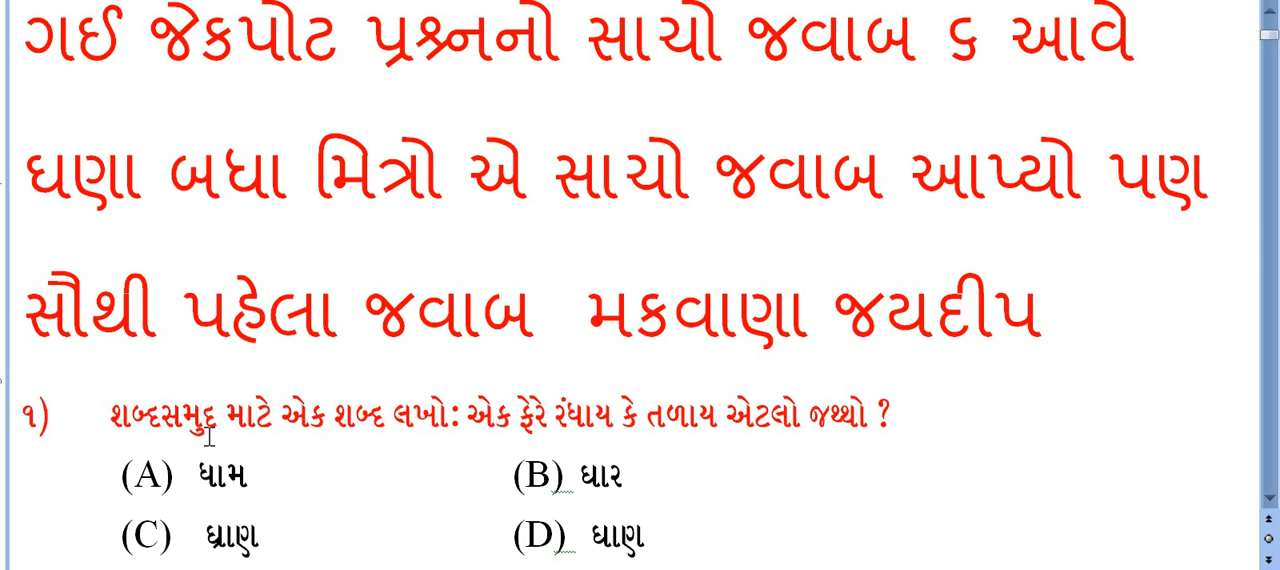 ગઈ જેકપોટ પ્રશ્નનો સાચો જવાબ ૬ આવે
ઘણા બધા મિત્રો એ સાચો જવાબ આપ્યો પણ
સૌથી પહેલા જવાબ મકવાણા જયદીપ
૧) શબ્દસમુદ્દ માટે એક શબ્દ લખો: એક ફેરે રંધાય કે તળાય એટલો જથ્થો ?
(A) ધામ (B) ઘાર
(C) ઘ્રાણ (D) ઘાણ